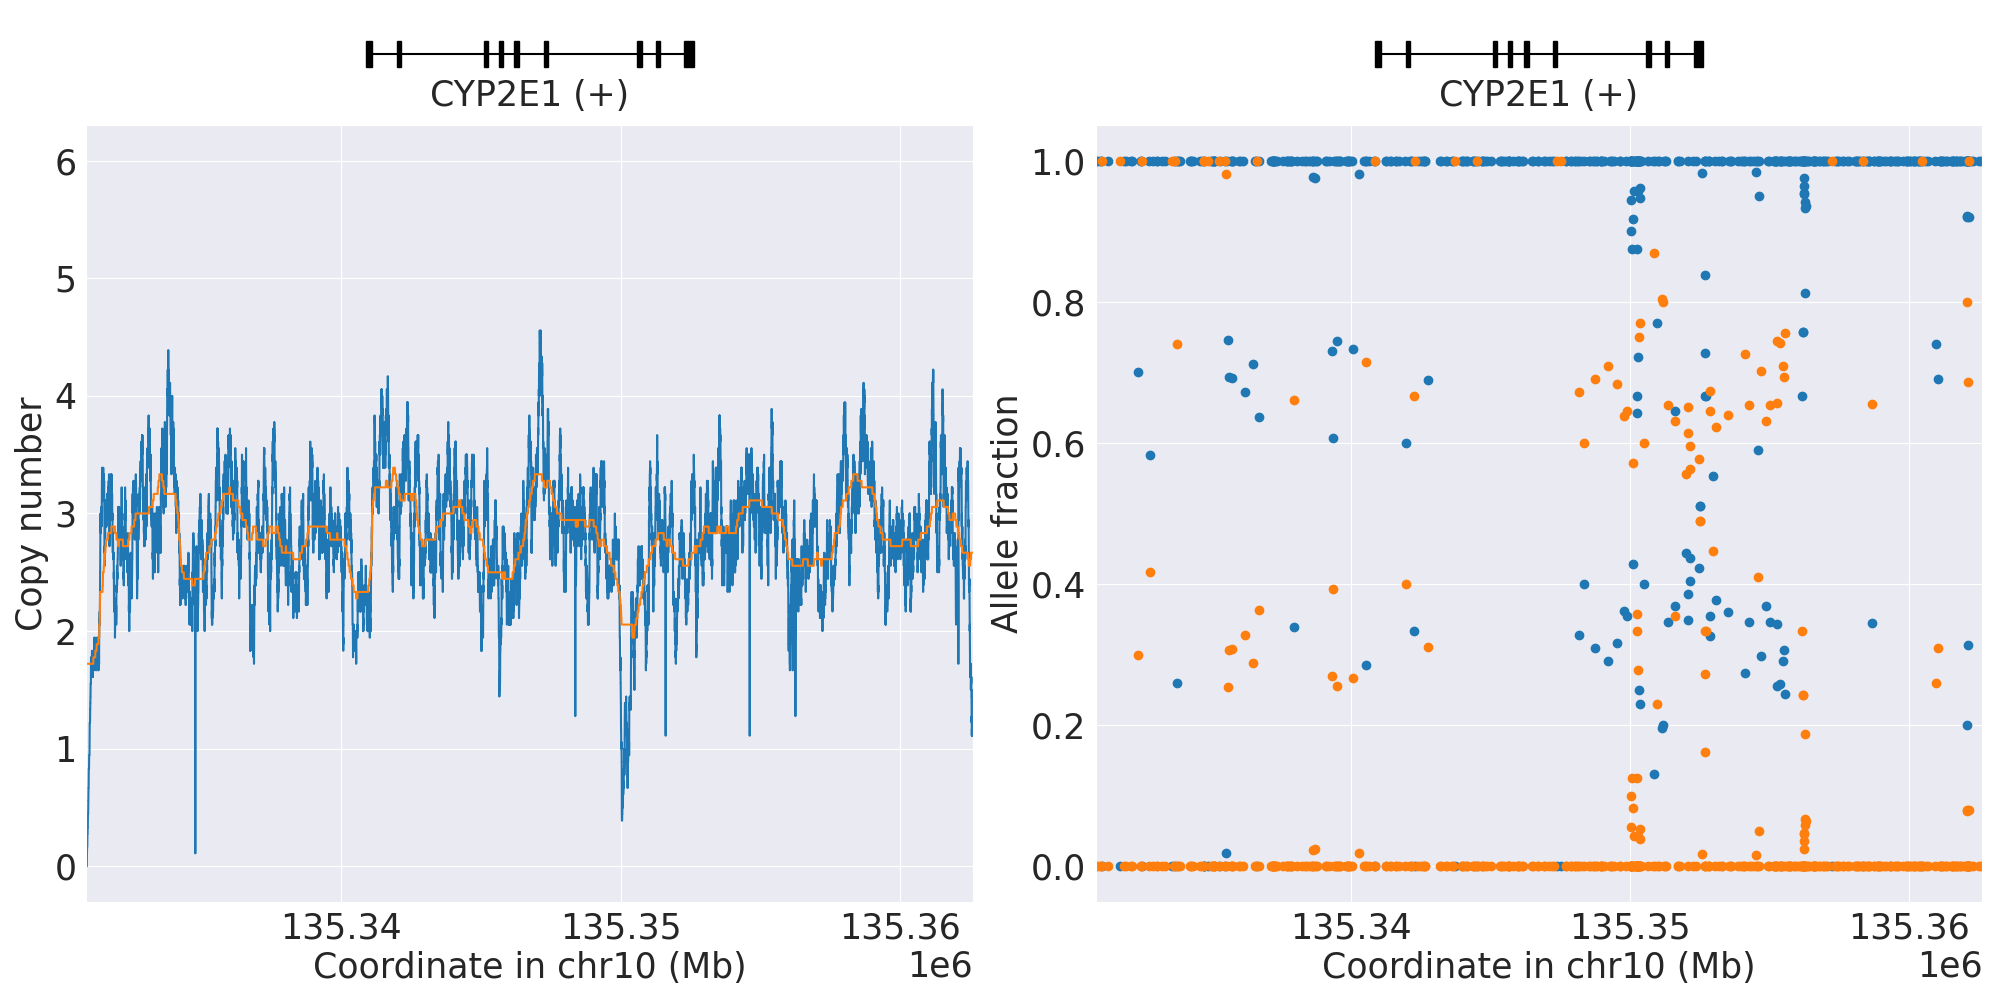 CYP2E1 (+)
6
5
4
3
2
1
0
Copy number
135.34 135.35 135.36
Coordinate in chr10 (Mb)
1e6
CYP2E1 (+)
1.0
0.8
0.6
0.4
0.2
0.0
Allele fraction
135.34 135.35 135.36
Coordinate in chr10 (Mb)
1e6